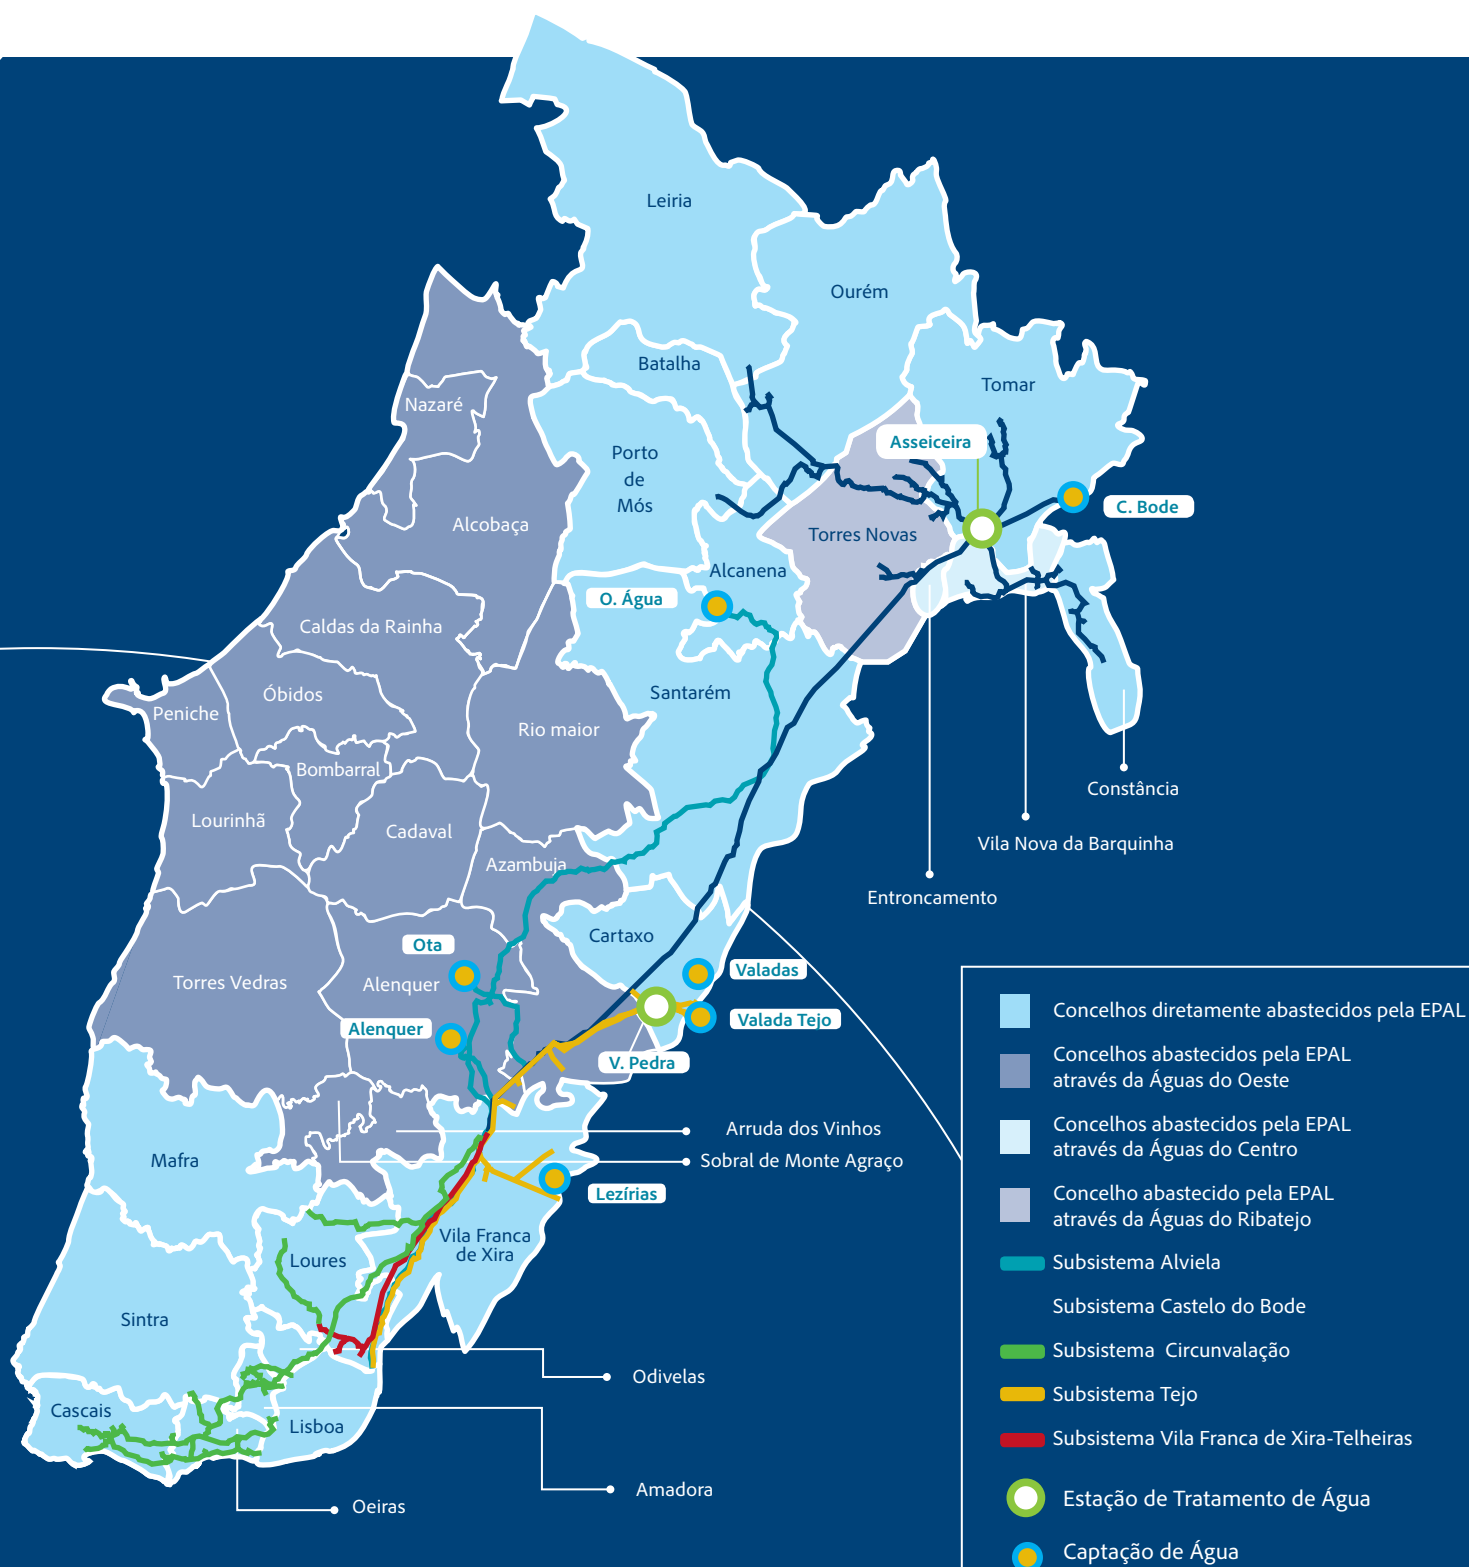 Leiria
Ourém
Batalha
Tomar
Nazaré
Asseiceira
Porto
de
Mós
C. Bode
Alcobaça
Torres Novas
Alcanena
O. Água
Caldas da Rainha
Santarém
Óbidos
Peniche
Rio maior
Bombarral
Constância
Lourinhã
Cadaval
Vila Nova da Barquinha
Azambuja
Entroncamento
Cartaxo
Ota
Valadas
Torres Vedras
Alenquer
Valada Tejo
Alenquer
V. Pedra
Arruda dos Vinhos
Mafra
Sobral de Monte Agraço
Lezírias
Vila Franca
de Xira
Loures
Sintra
Odivelas
Cascais
Lisboa
Amadora
Oeiras
Concelhos diretamente abastecidos pela EPAL
Concelhos abastecidos pela EPAL
através da Águas do Oeste
Concelhos abastecidos pela EPAL
através da Águas do Centro
Concelho abastecido pela EPAL
através da Águas do Ribatejo
Subsistema Alviela
Subsistema Castelo do Bode
Subsistema Circunvalação
Subsistema Tejo
Subsistema Vila Franca de Xira-Telheiras
Estação de Tratamento de Água
Captação de Água